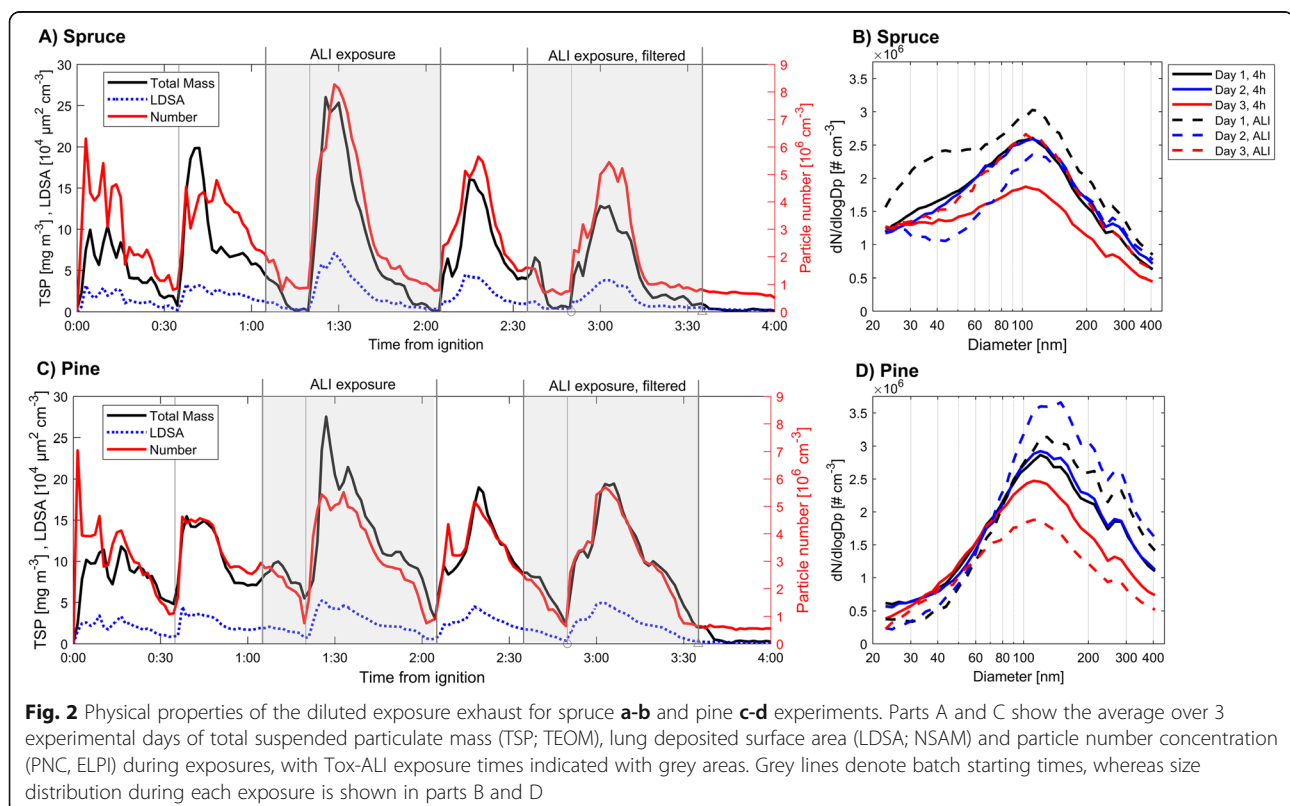 A) Spruce
ALI exposure
ALI exposure, filtered
TSP [mg m⁻³] , LDSA [10⁴ µm² cm⁻³]
30
25
20
15
10
5
0
Total Mass
LDSA
Number
9
8
7
6
5
4
3
2
1
0
Particle number [10⁶ cm⁻³]
0:00 0:30 1:00 1:30 2:00 2:30 3:00 3:30 4:00
Time from ignition
B) Spruce
×10⁶
dN/dlogDp [# cm⁻³]
3.5
3
2.5
2
1.5
1
0.5
0
20 30 40 60 80 100 200 300 400
Diameter [nm]
Day 1, 4h
Day 2, 4h
Day 3, 4h
Day 1, ALI
Day 2, ALI
Day 3, ALI
C) Pine
ALI exposure
ALI exposure, filtered
TSP [mg m⁻³] , LDSA [10⁴ µm² cm⁻³]
30
25
20
15
10
5
0
Total Mass
LDSA
Number
9
8
7
6
5
4
3
2
1
0
Particle number [10⁶ cm⁻³]
0:00 0:30 1:00 1:30 2:00 2:30 3:00 3:30 4:00
Time from ignition
D) Pine
×10⁶
dN/dlogDp [# cm⁻³]
3.5
3
2.5
2
1.5
1
0.5
0
20 30 40 60 80 100 200 300 400
Diameter [nm]
Fig. 2 Physical properties of the diluted exposure exhaust for spruce a-b and pine c-d experiments. Parts A and C show the average over 3
experimental days of total suspended particulate mass (TSP; TEOM), lung deposited surface area (LDSA; NSAM) and particle number concentration
(PNC, ELPI) during exposures, with Tox-ALI exposure times indicated with grey areas. Grey lines denote batch starting times, whereas size
distribution during each exposure is shown in parts B and D